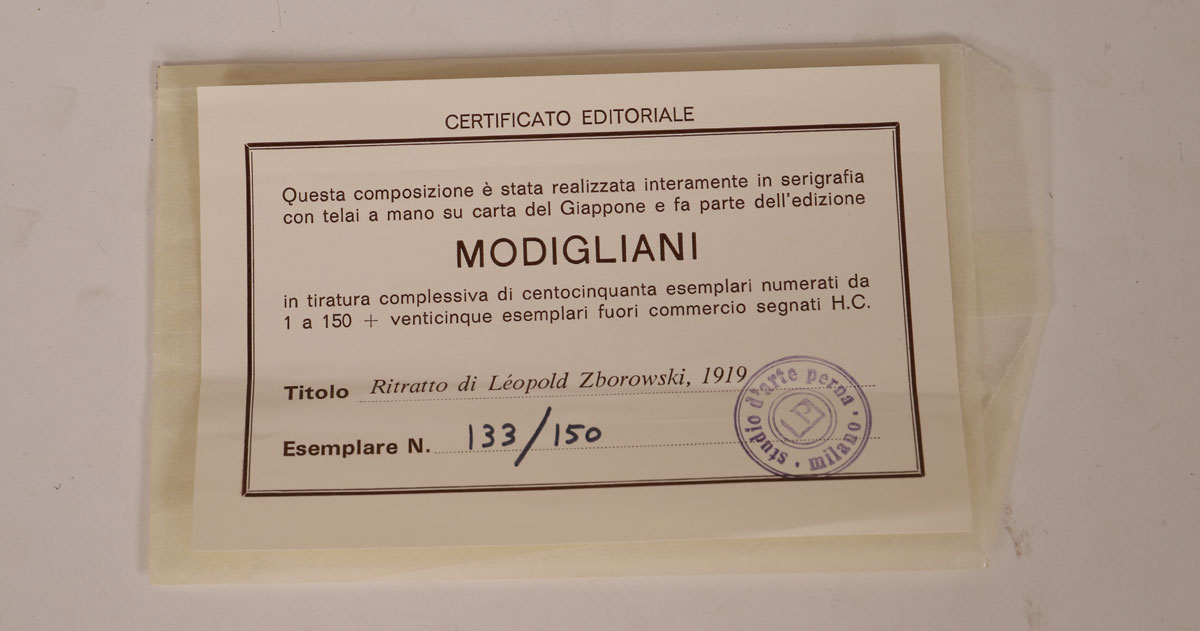 CERTIFICATO EDITORIALE
Questa composizione è stata realizzata interamente in serigrafia
con telai a mano su carta del Giappone e fa parte dell'edizione
MODIGLIANI
in tiratura complessiva di centocinquanta esemplari numerati da
1 a 150 + venticinque esemplari fuori commercio segnati H.C.
Titolo Ritratto di Léopold Zborowski, 1919
Esemplare N. 133/150
studio d'arte perna · milano ·